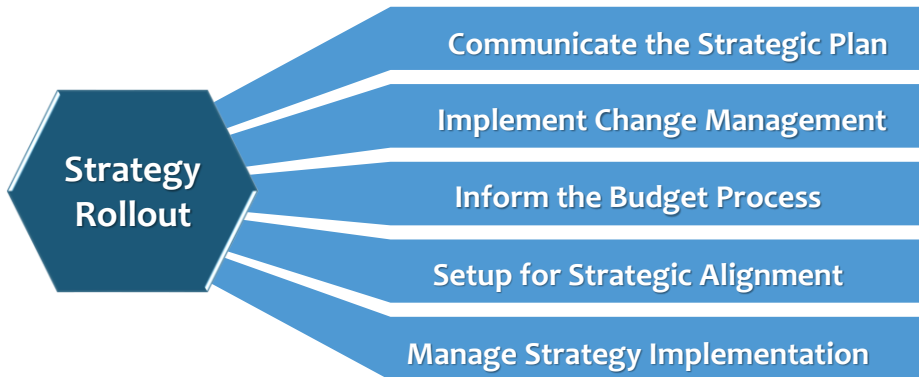 Strategy
Rollout
Communicate the Strategic Plan
Implement Change Management
Inform the Budget Process
Setup for Strategic Alignment
Manage Strategy Implementation